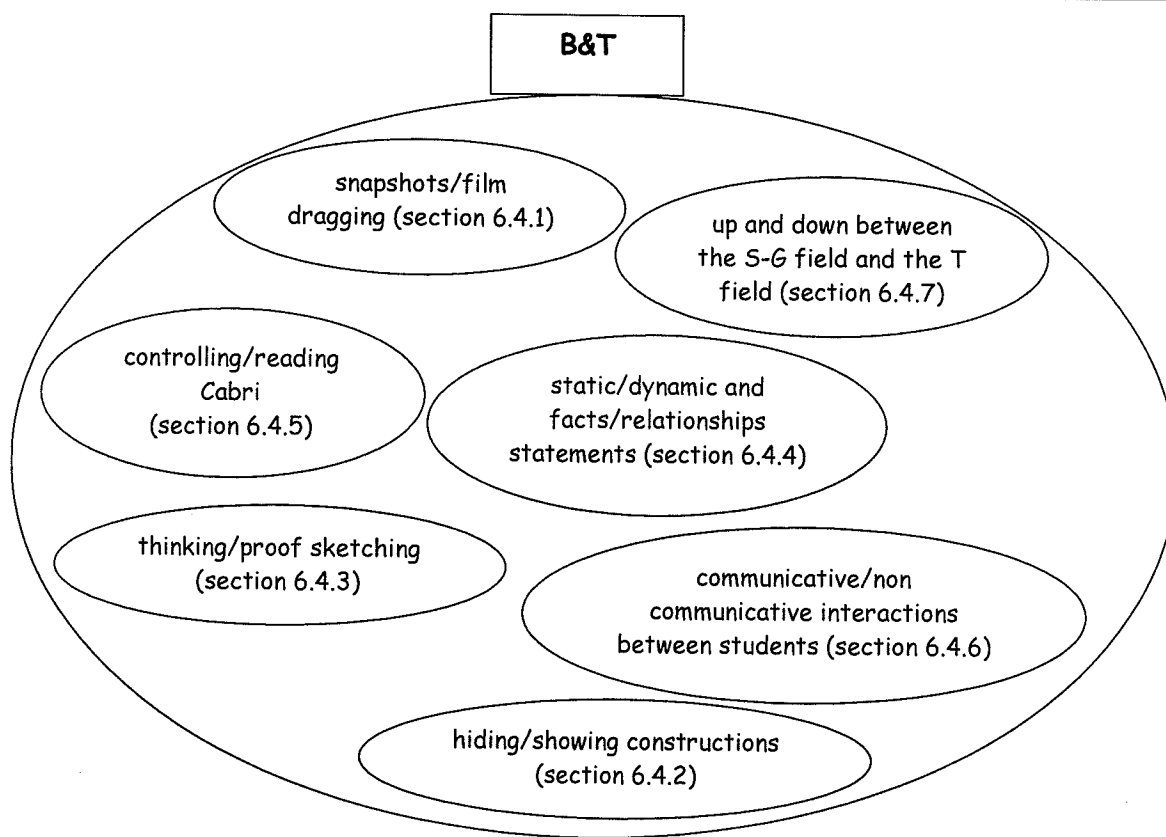 B&T
snapshots/film
dragging (section 6.4.1)
up and down between
the S-G field and the T
field (section 6.4.7)
controlling/reading
Cabri
(section 6.4.5)
static/dynamic and
facts/relationships
statements (section 6.4.4)
thinking/proof sketching
(section 6.4.3)
communicative/non
communicative interactions
between students (section 6.4.6)
hiding/showing constructions
(section 6.4.2)